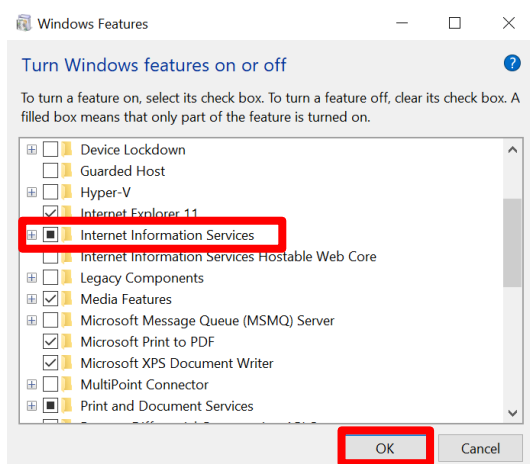 Windows Features
Turn Windows features on or off
To turn a feature on, select its check box. To turn a feature off, clear its check box. A
filled box means that only part of the feature is turned on.
Device Lockdown
Guarded Host
Hyper-V
Internet Explorer 11
Internet Information Services
Internet Information Services Hostable Web Core
Legacy Components
Media Features
Microsoft Message Queue (MSMQ) Server
Microsoft Print to PDF
Microsoft XPS Document Writer
MultiPoint Connector
Print and Document Services
OK
Cancel